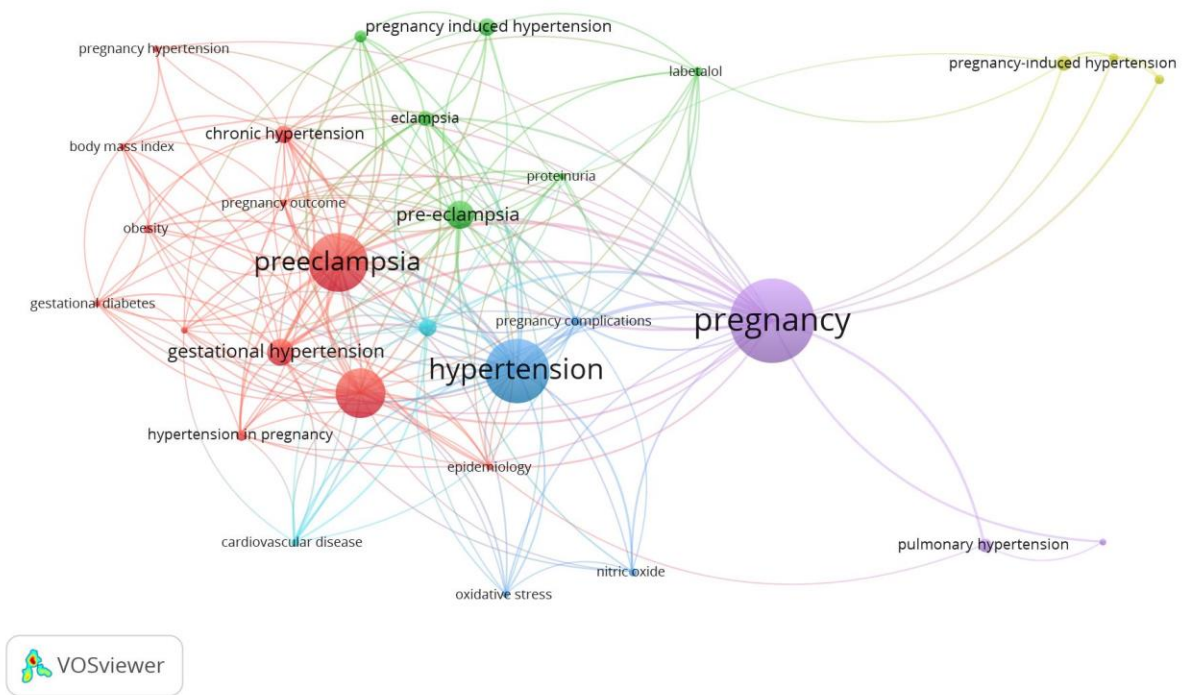 pregnancy induced hypertension
pregnancy hypertension
pregnancy-induced hypertension
labetalol
eclampsia
chronic hypertension
body mass index
proteinuria
pregnancy outcome
pre-eclampsia
obesity
preeclampsia
gestational diabetes
pregnancy complications
pregnancy
gestational hypertension
hypertension
hypertension in pregnancy
epidemiology
cardiovascular disease
pulmonary hypertension
nitric oxide
oxidative stress
VOSviewer